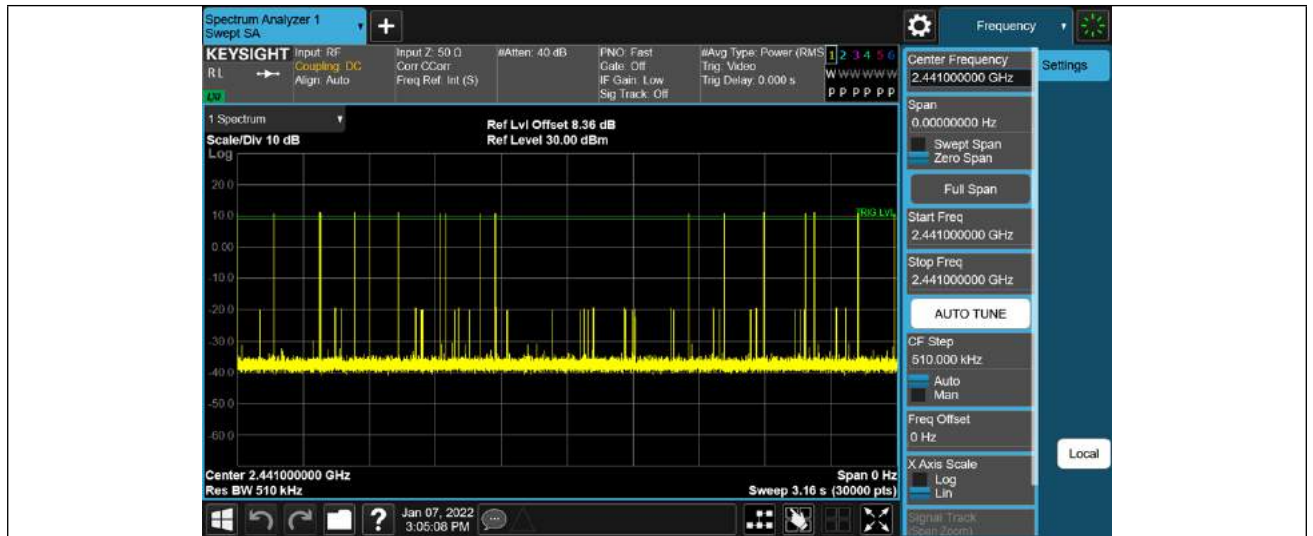 Spectrum Analyzer 1
Swept SA
+
Frequency
KEYSIGHT
RL
Input: RF
Coupling: DC
Align: Auto
Input Z: 50 Ω
Corr CCorr
Freq Ref: Int (S)
#Atten: 40 dB
PNO: Fast
Gate: Off
IF Gain: Low
Sig Track: Off
#Avg Type: Power (RMS
Trig: Video
Trig Delay: 0.000 s
1 2 3 4 5 6
W W W W W W
P P P P P P
1 Spectrum
Scale/Div 10 dB
Log
Ref Lvl Offset 8.36 dB
Ref Level 30.00 dBm
20.0
10.0
0.00
-10.0
-20.0
-30.0
-40.0
-50.0
-60.0
TRIG LVL
Center 2.441000000 GHz
Res BW 510 kHz
Span 0 Hz
Sweep 3.16 s (30000 pts)
Center Frequency
2.441000000 GHz
Settings
Span
0.00000000 Hz
Swept Span
Zero Span
Full Span
Start Freq
2.441000000 GHz
Stop Freq
2.441000000 GHz
AUTO TUNE
CF Step
510.000 kHz
Auto
Man
Freq Offset
0 Hz
X Axis Scale
Log
Lin
Local
Signal Track
(Span Zoom)
?
Jan 07, 2022
3:05:08 PM